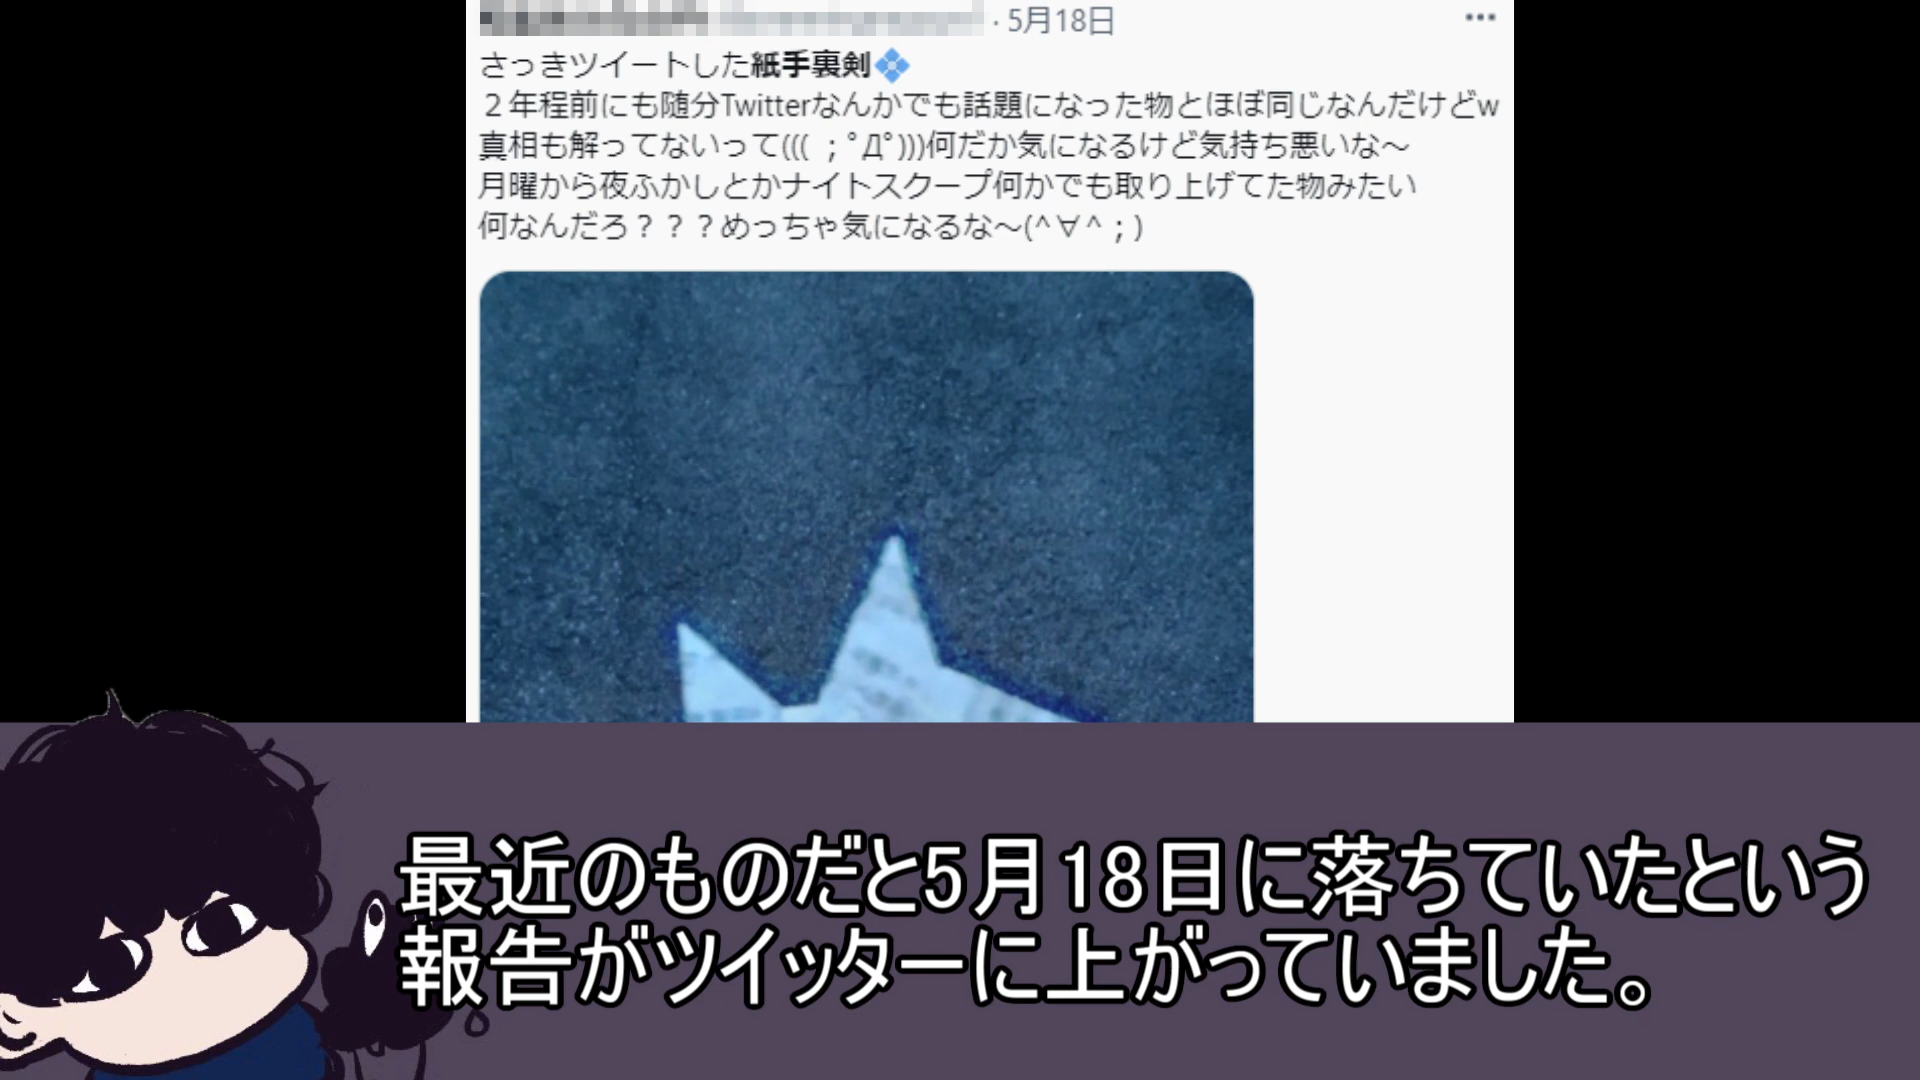 · 5月18日
さっきツイートした紙手裏剣💠
２年程前にも随分Twitterなんかでも話題になった物とほぼ同じなんだけどw
真相も解ってないって(((；ﾟДﾟ)))何だか気になるけど気持ち悪いな〜
月曜から夜ふかしとかナイトスクープ何かでも取り上げてた物みたい
何なんだろ？？？めっちゃ気になるな〜(^∀^；)
最近のものだと5月18日に落ちていたという
報告がツイッターに上がっていました。